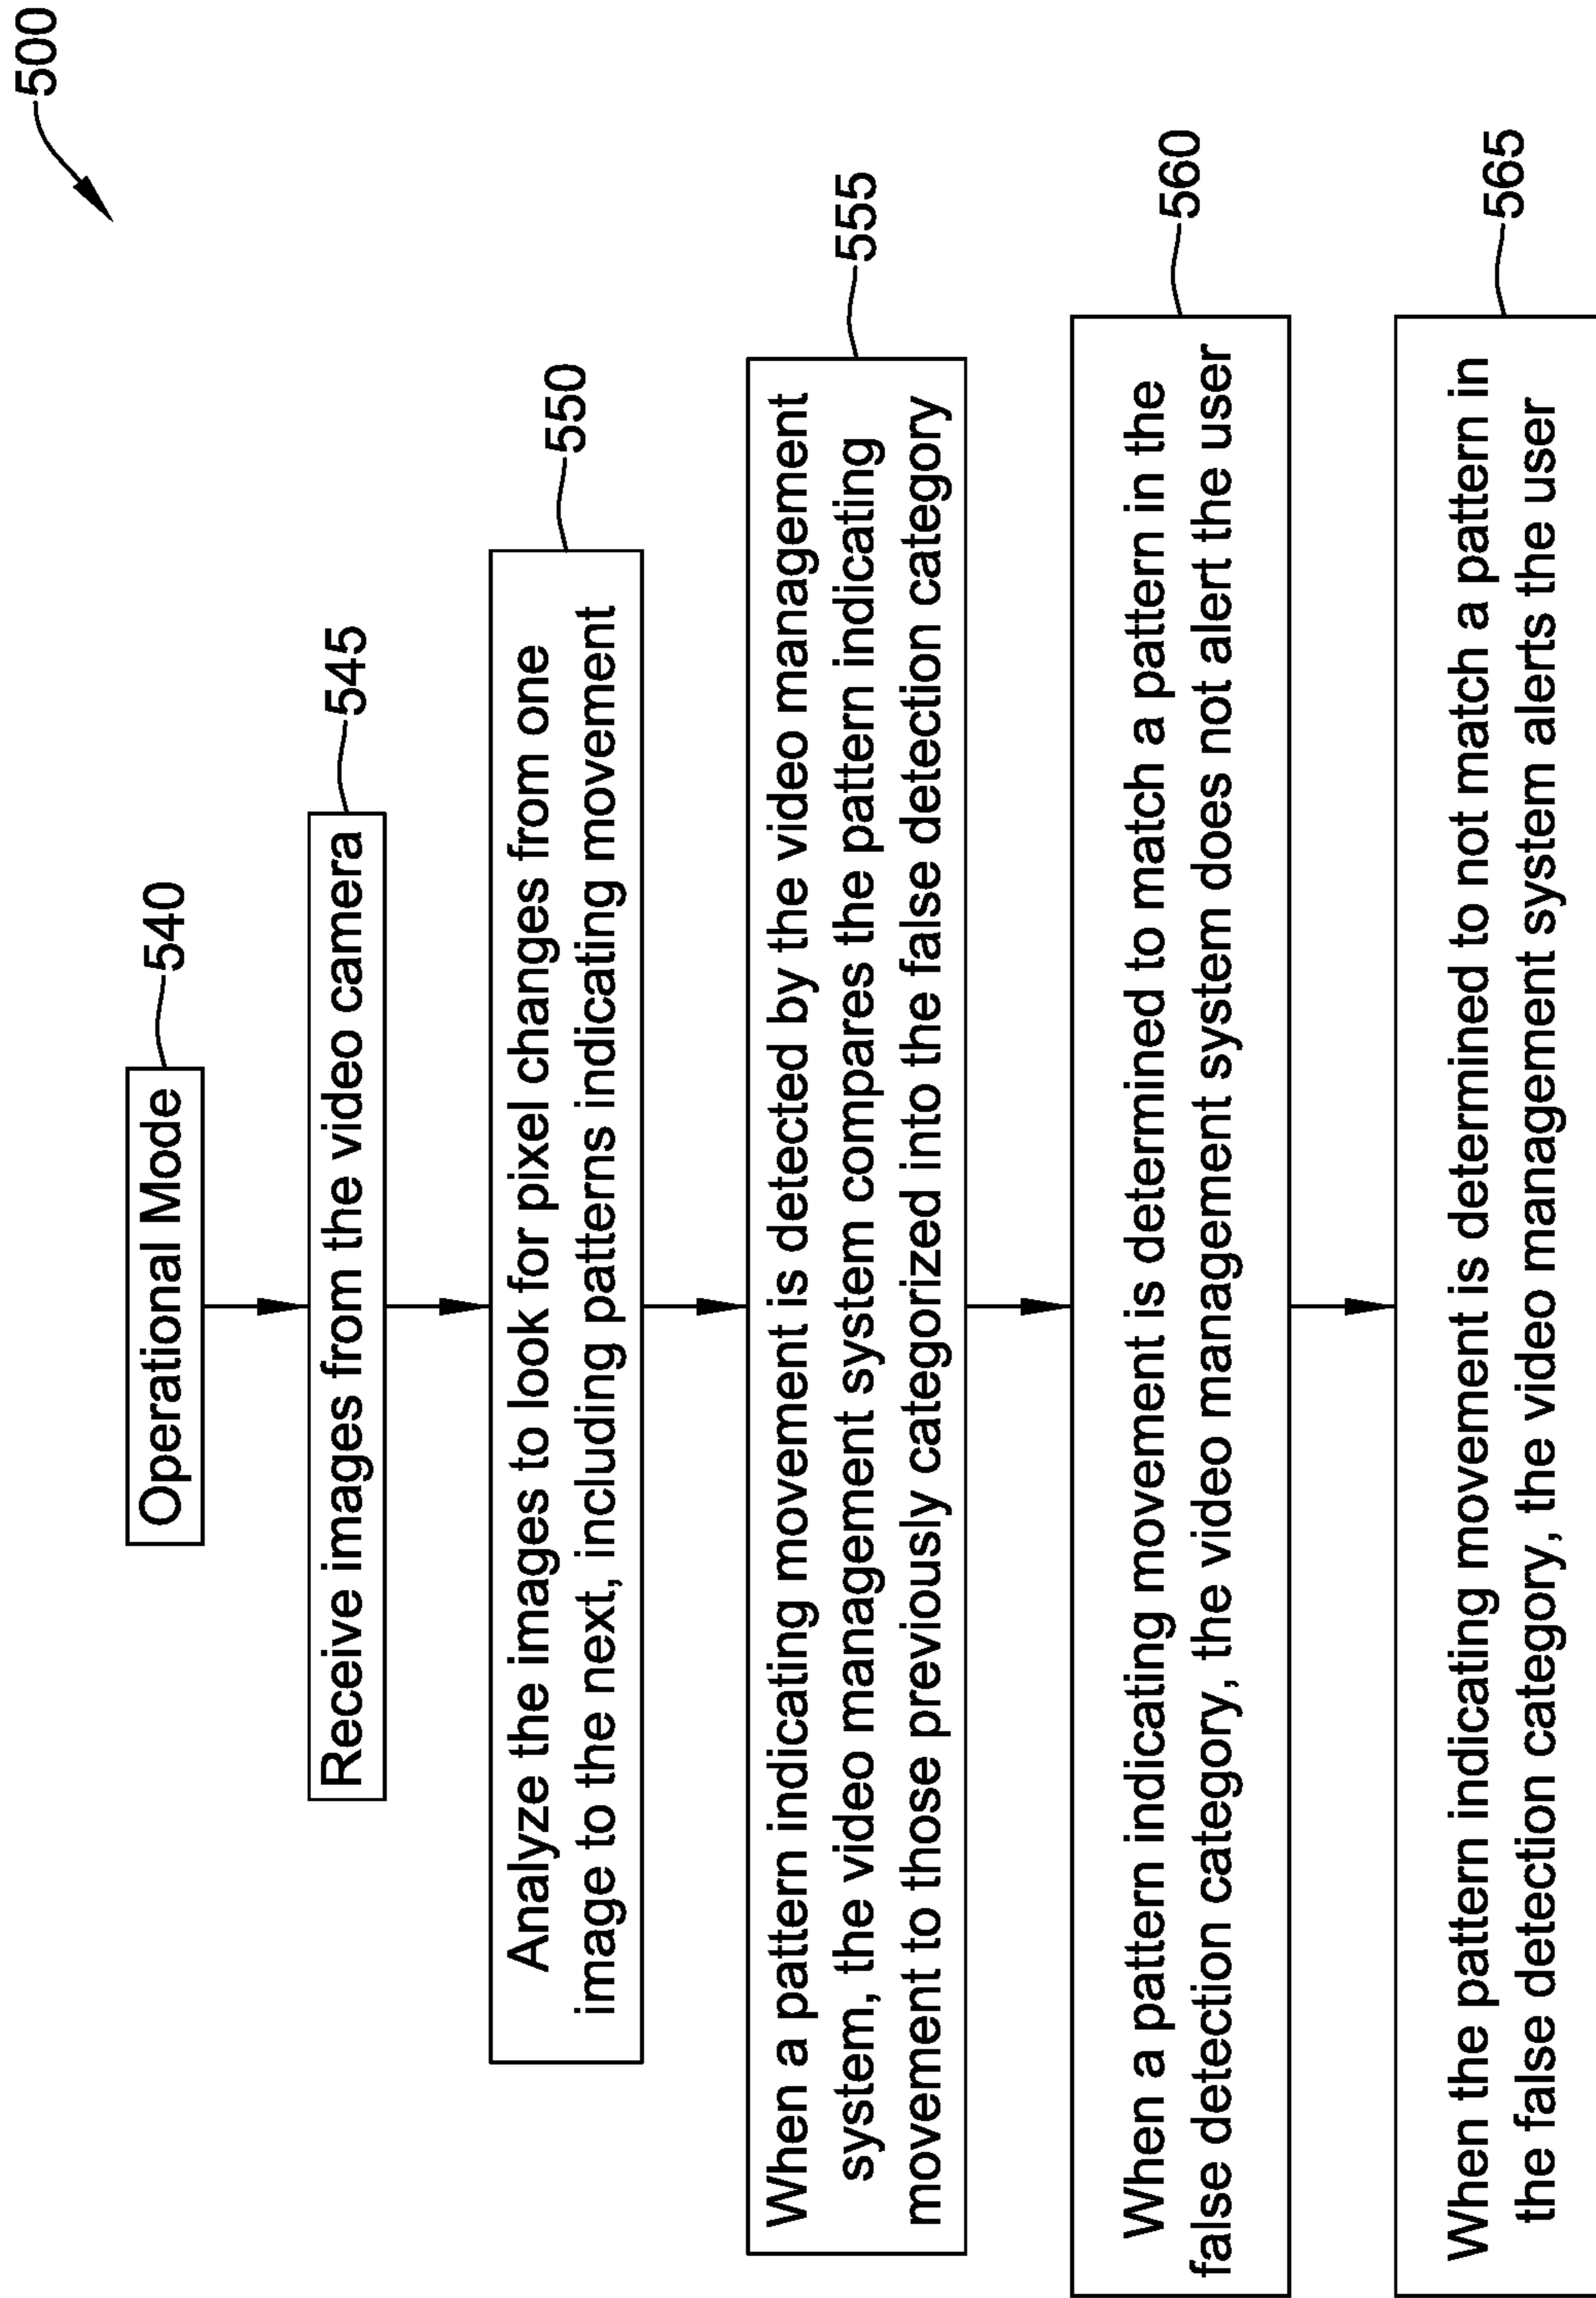 500
Operational Mode
540
Receive images from the video camera
545
Analyze the images to look for pixel changes from one
image to the next, including patterns indicating movement
550
When a pattern indicating movement is detected by the video management
system, the video management system compares the pattern indicating
movement to those previously categorized into the false detection category
555
When a pattern indicating movement is determined to match a pattern in the
false detection category, the video management system does not alert the user
560
When the pattern indicating movement is determined to not match a pattern in
the false detection category, the video management system alerts the user
565